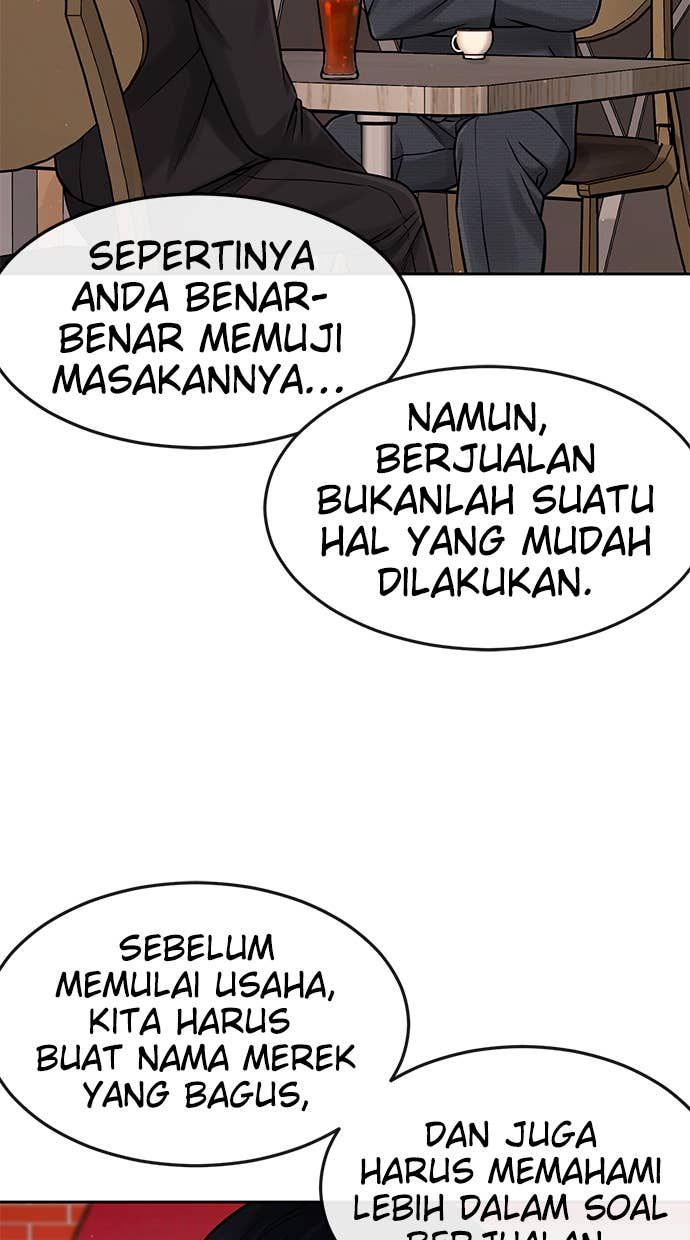 SEPERTINYA
ANDA BENAR-
BENAR MEMUJI
MASAKANNYA...
NAMUN,
BERJUALAN
BUKANLAH SUATU
HAL YANG MUDAH
DILAKUKAN.
SEBELUM
MEMULAI USAHA,
KITA HARUS
BUAT NAMA MEREK
YANG BAGUS,
DAN JUGA
HARUS MEMAHAMI
LEBIH DALAM SOAL
BERJUALAN